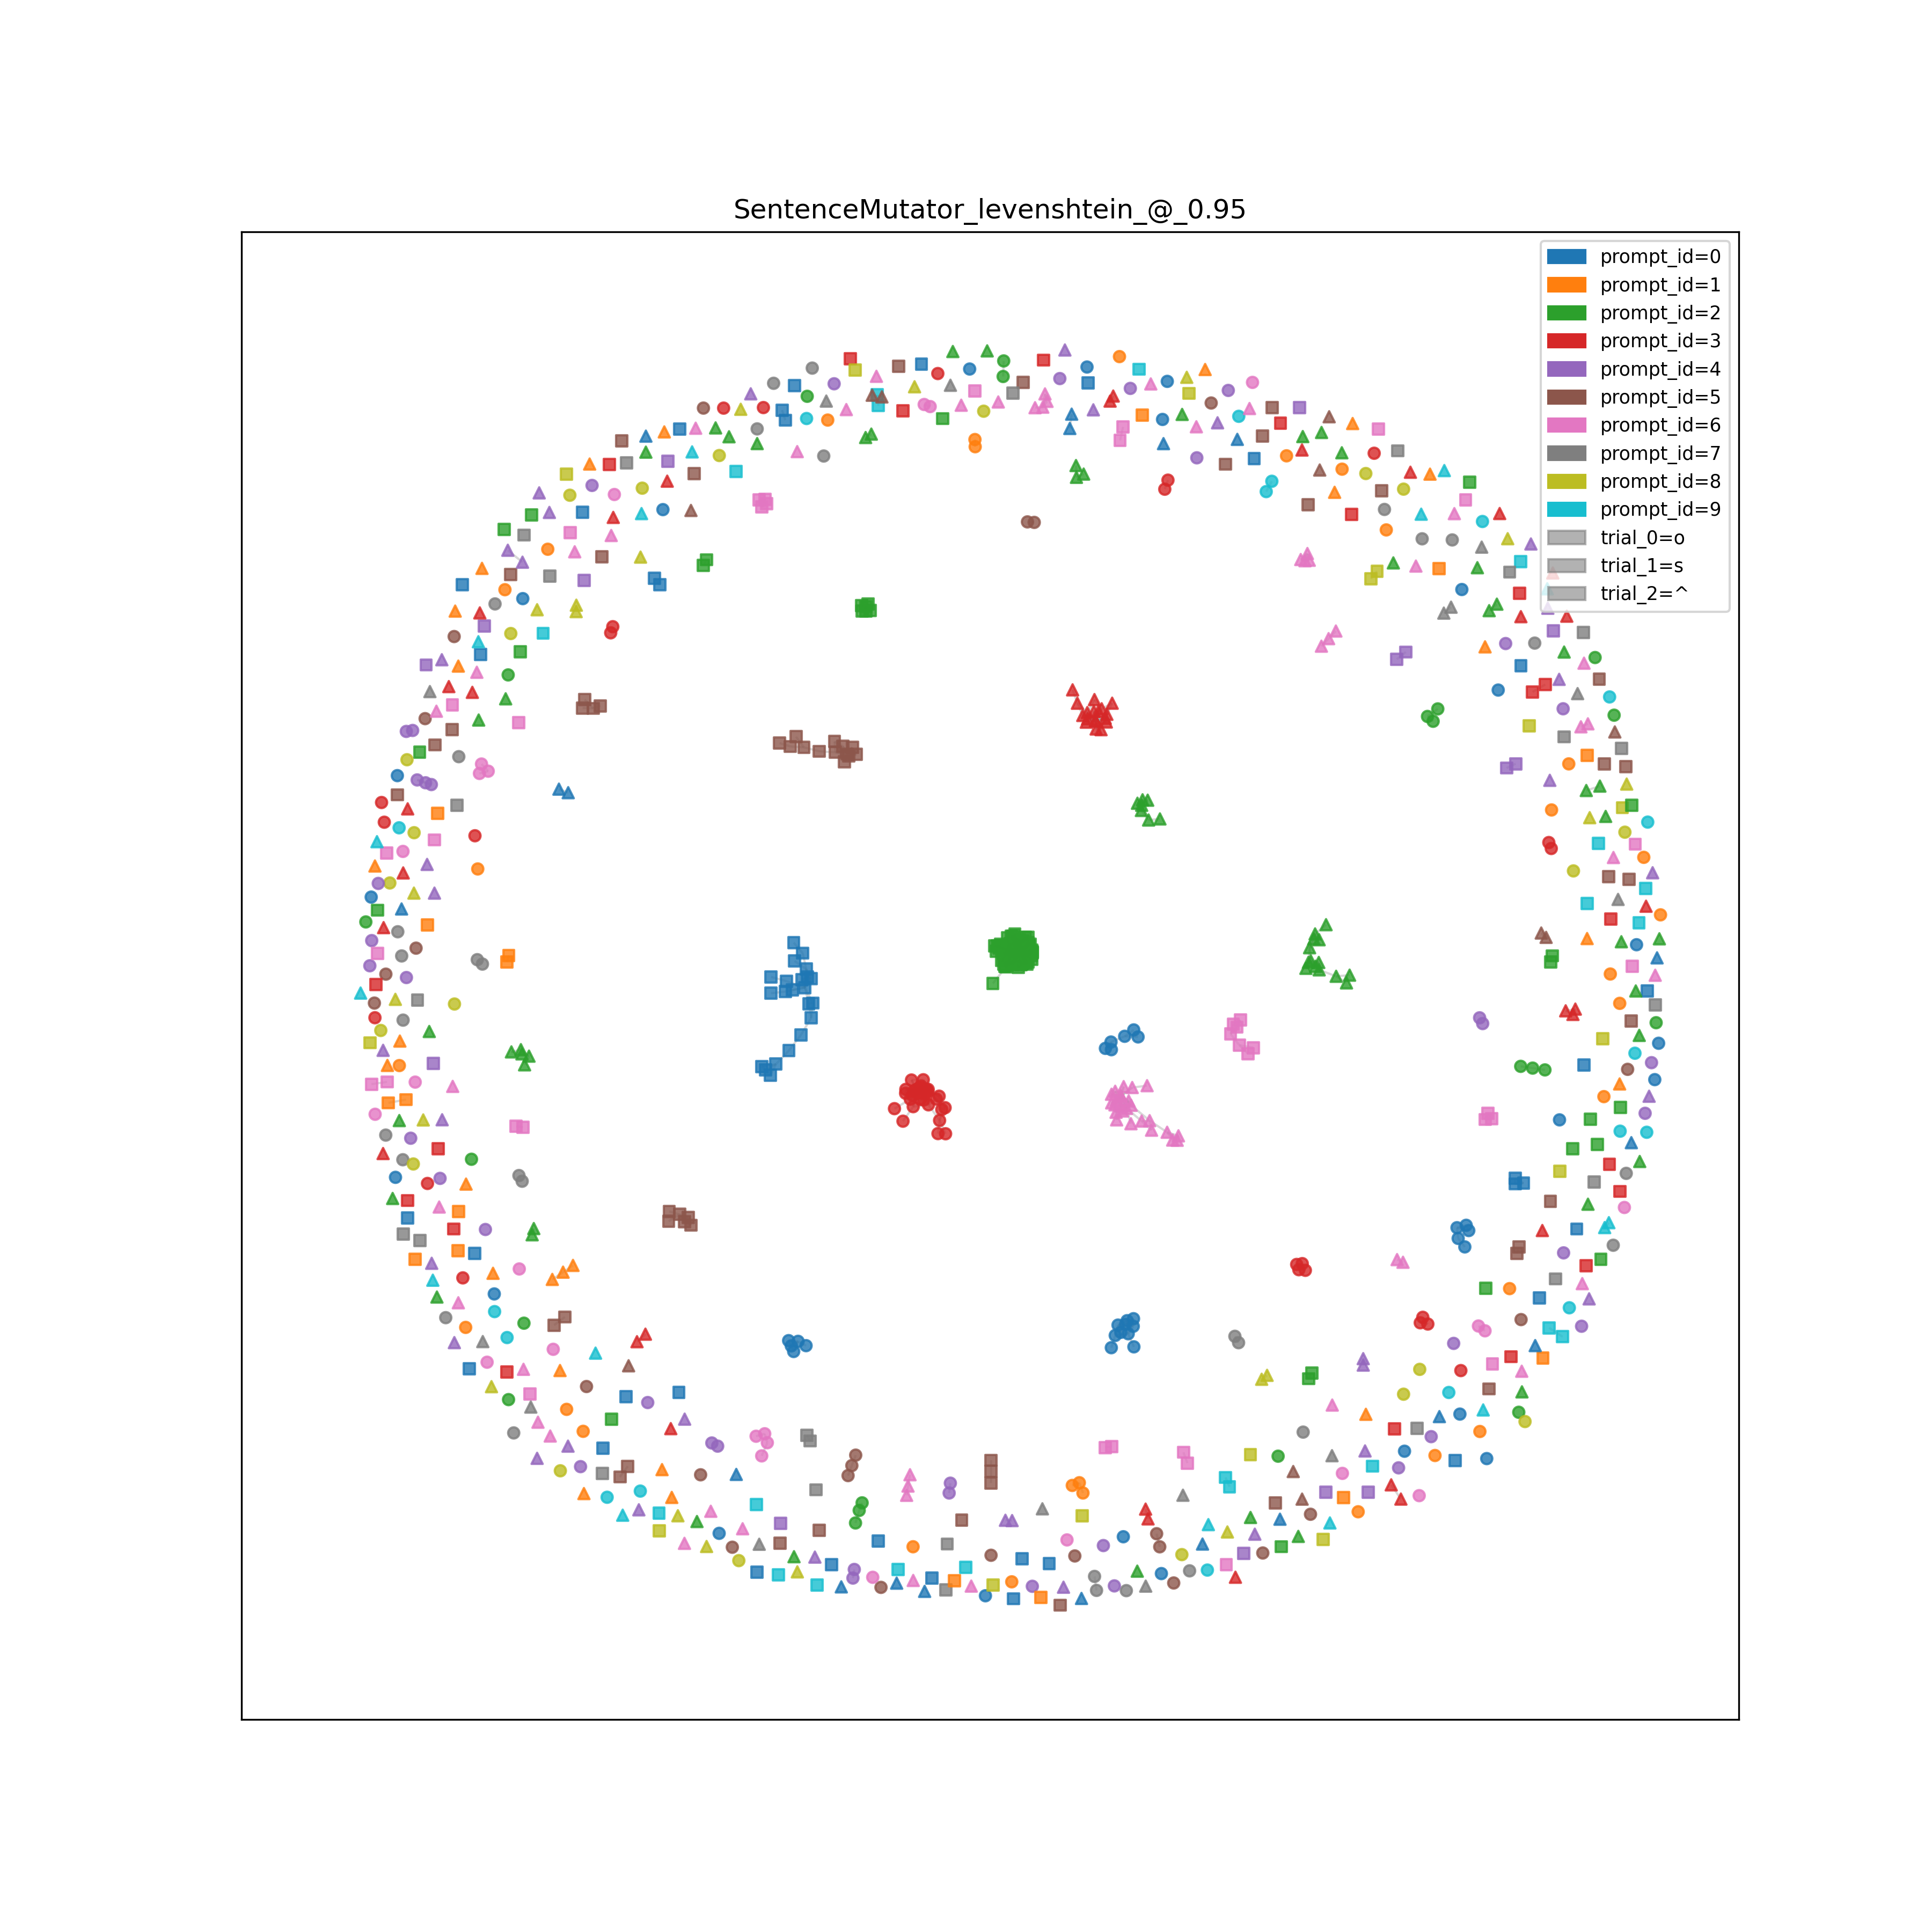 SentenceMutator_levenshtein_@_0.95
prompt_id=0
prompt_id=1
prompt_id=2
prompt_id=3
prompt_id=4
prompt_id=5
prompt_id=6
prompt_id=7
prompt_id=8
prompt_id=9
trial_0=o
trial_1=s
trial_2=^